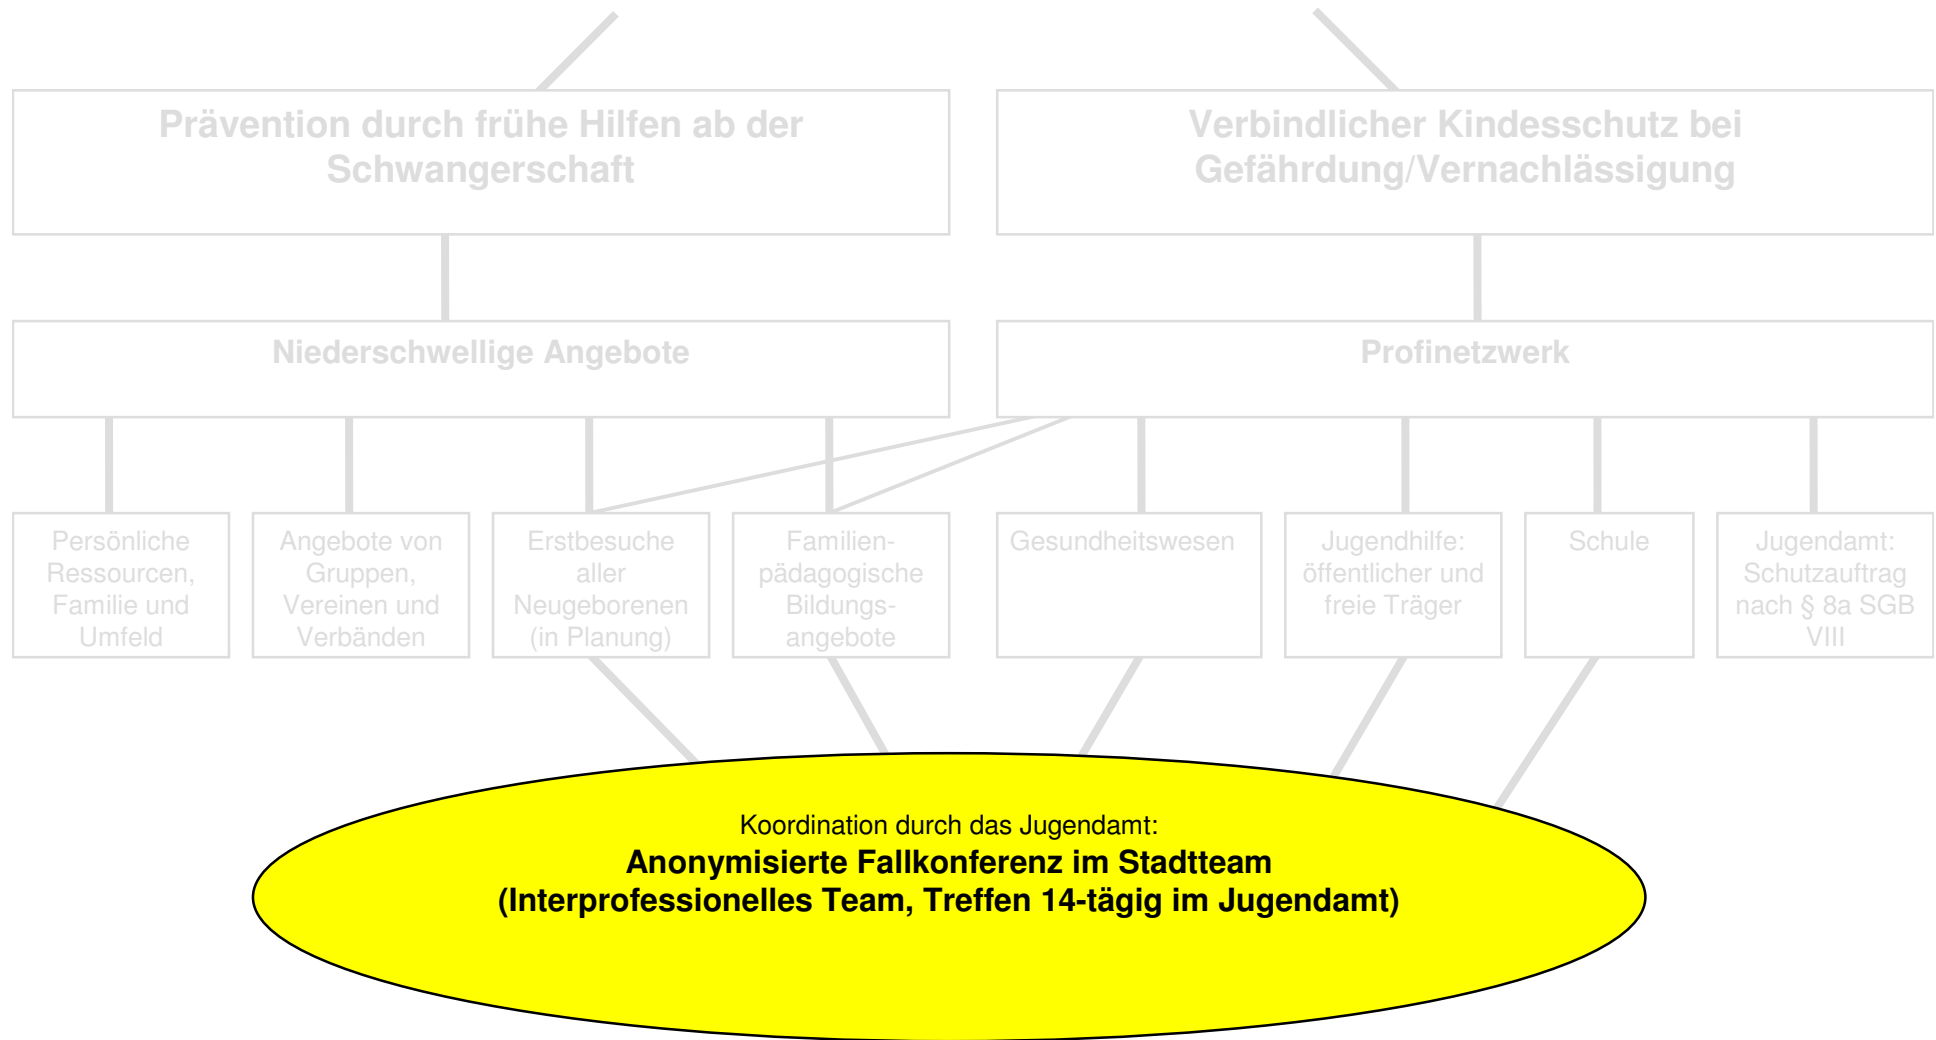 Prävention durch frühe Hilfen ab der
Schwangerschaft
Verbindlicher Kindesschutz bei
Gefährdung/Vernachlässigung
Niederschwellige Angebote
Profinetzwerk
Persönliche
Ressourcen,
Familie und
Umfeld
Angebote von
Gruppen,
Vereinen und
Verbänden
Erstbesuche
aller
Neugeborenen
(in Planung)
Familien-
pädagogische
Bildungs-
angebote
Gesundheitswesen
Jugendhilfe:
öffentlicher und
freie Träger
Schule
Jugendamt:
Schutzauftrag
nach § 8a SGB
VIII
Koordination durch das Jugendamt:
Anonymisierte Fallkonferenz im Stadtteam
(Interprofessionelles Team, Treffen 14-tägig im Jugendamt)